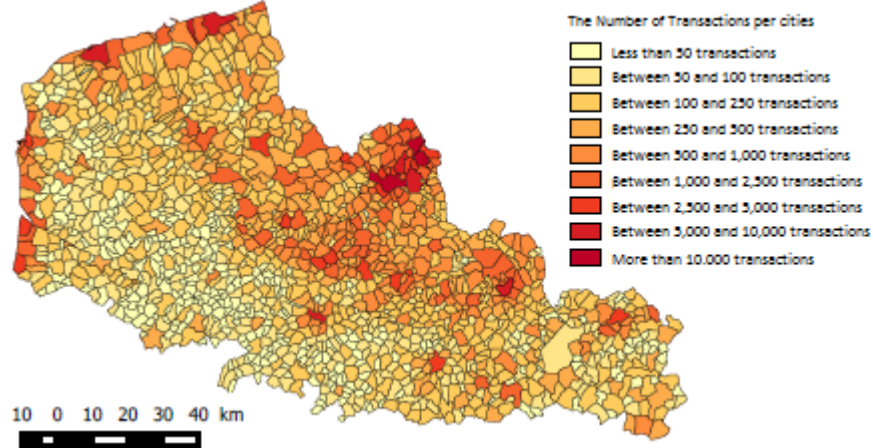 The Number of Transactions per cities
Less than 50 transactions
Between 50 and 100 transactions
Between 100 and 250 transactions
Between 250 and 500 transactions
Between 500 and 1,000 transactions
Between 1,000 and 2,500 transactions
Between 2,500 and 5,000 transactions
Between 5,000 and 10,000 transactions
More than 10.000 transactions
10 0 10 20 30 40 km